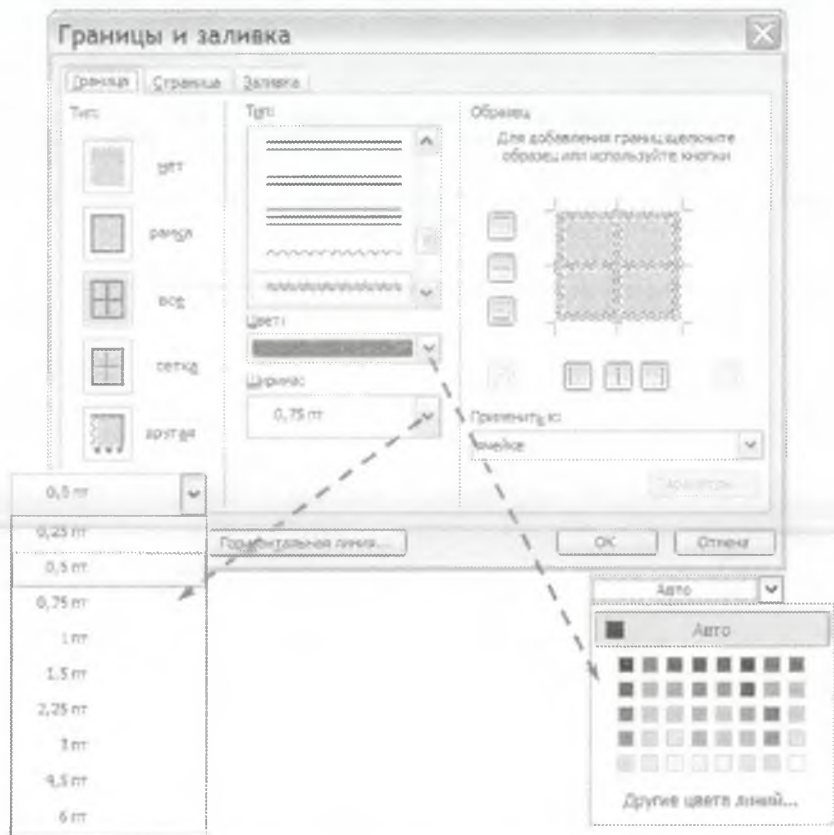 Границы и заливка
Граница Страница Заливка
Тип:
нет
рамка
все
сетка
другая
Тип:
Цвет:
Ширина:
0,75 пт
Образец
Для добавления границ щелкните
образец или используйте кнопки
Применить к:
ячейке
Параметры...
Горизонтальная линия...
ОК
Отмена
0,5 пт
0,25 пт
0,5 пт
0,75 пт
1 пт
1,5 пт
2,25 пт
3 пт
4,5 пт
6 пт
Авто
Авто
Другие цвета линий...